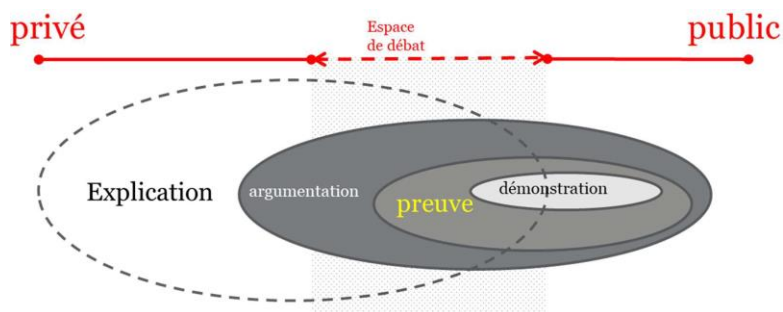 privé
Espace
de débat
public
Explication
argumentation
preuve
démonstration